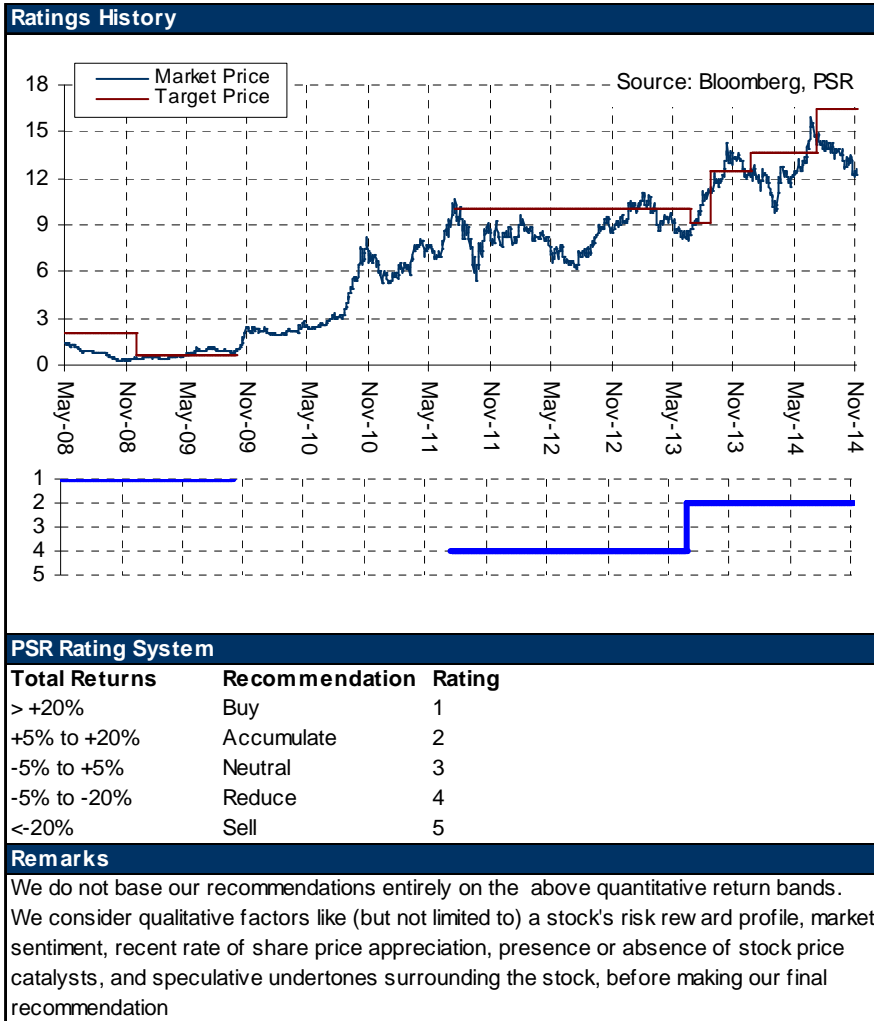 Ratings History
Market Price
Target Price
Source: Bloomberg, PSR
18
15
12
9
6
3
0
May-08
Nov-08
May-09
Nov-09
May-10
Nov-10
May-11
Nov-11
May-12
Nov-12
May-13
Nov-13
May-14
Nov-14
1
2
3
4
5
PSR Rating System
Total Returns Recommendation Rating
> +20% Buy 1
+5% to +20% Accumulate 2
-5% to +5% Neutral 3
-5% to -20% Reduce 4
<-20% Sell 5
Remarks
We do not base our recommendations entirely on the above quantitative return bands.
We consider qualitative factors like (but not limited to) a stock's risk reward profile, market
sentiment, recent rate of share price appreciation, presence or absence of stock price
catalysts, and speculative undertones surrounding the stock, before making our final
recommendation